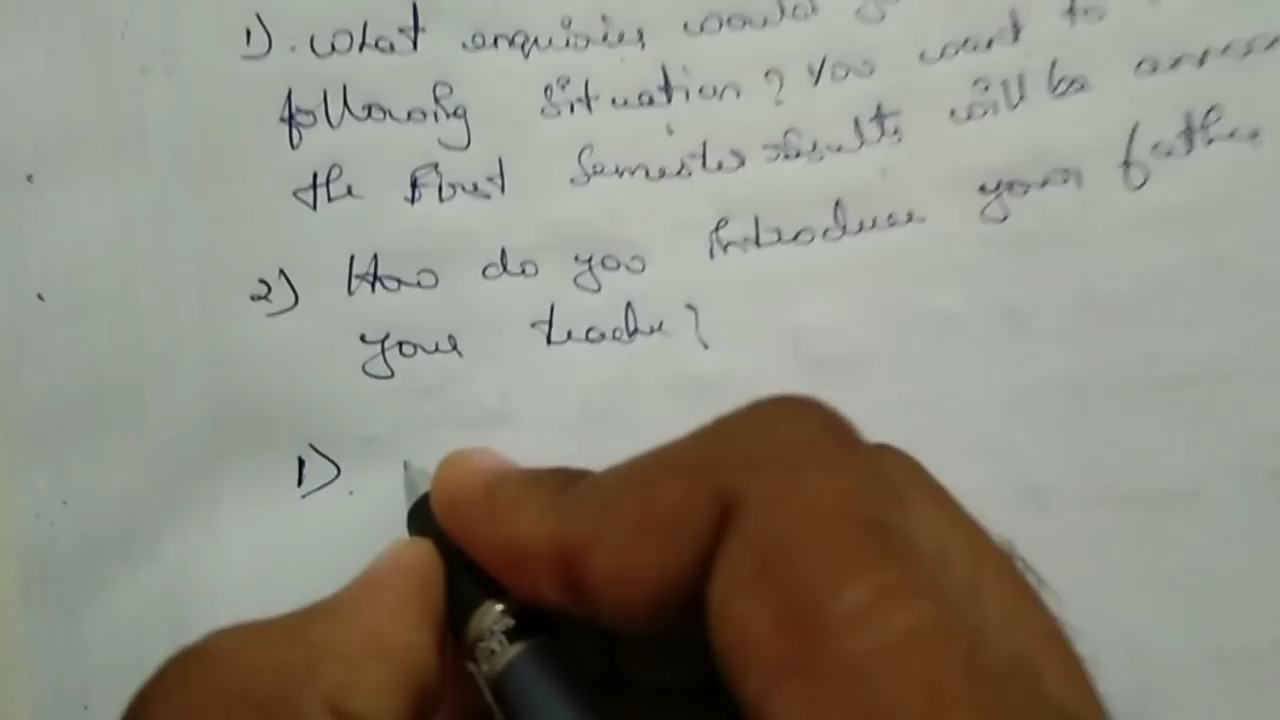 1). What enquiries would
following situation? You want to
the First Semester results will be
2) How do you introduce your father
your teacher?
1).